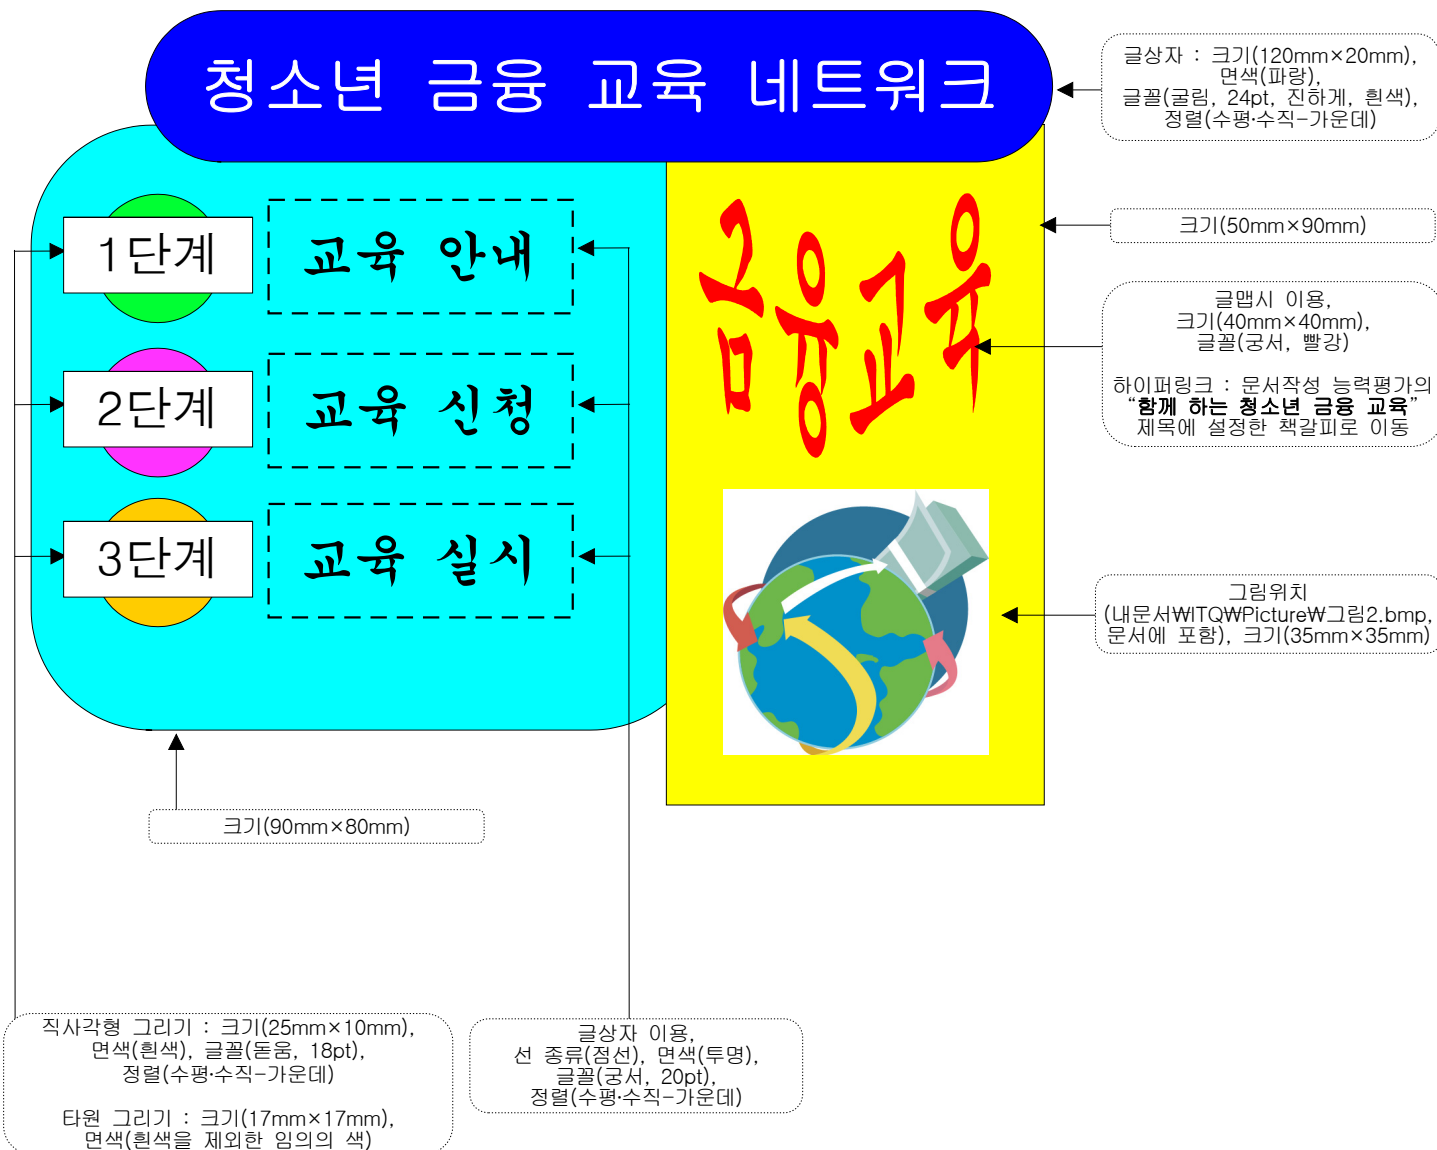 청소년 금융 교육 네트워크
글상자 : 크기(120mm×20mm),
면색(파랑),
글꼴(굴림, 24pt, 진하게, 흰색),
정렬(수평·수직-가운데)
1단계
교육 안내
2단계
교육 신청
3단계
교육 실시
금융교육
크기(50mm×90mm)
글맵시 이용,
크기(40mm×40mm),
글꼴(궁서, 빨강)
하이퍼링크 : 문서작성 능력평가의
“함께 하는 청소년 금융 교육”
제목에 설정한 책갈피로 이동
그림위치
(내문서₩ITQ₩Picture₩그림2.bmp,
문서에 포함), 크기(35mm×35mm)
크기(90mm×80mm)
직사각형 그리기 : 크기(25mm×10mm),
면색(흰색), 글꼴(돋움, 18pt),
정렬(수평·수직-가운데)
타원 그리기 : 크기(17mm×17mm),
면색(흰색을 제외한 임의의 색)
글상자 이용,
선 종류(점선), 면색(투명),
글꼴(궁서, 20pt),
정렬(수평·수직-가운데)